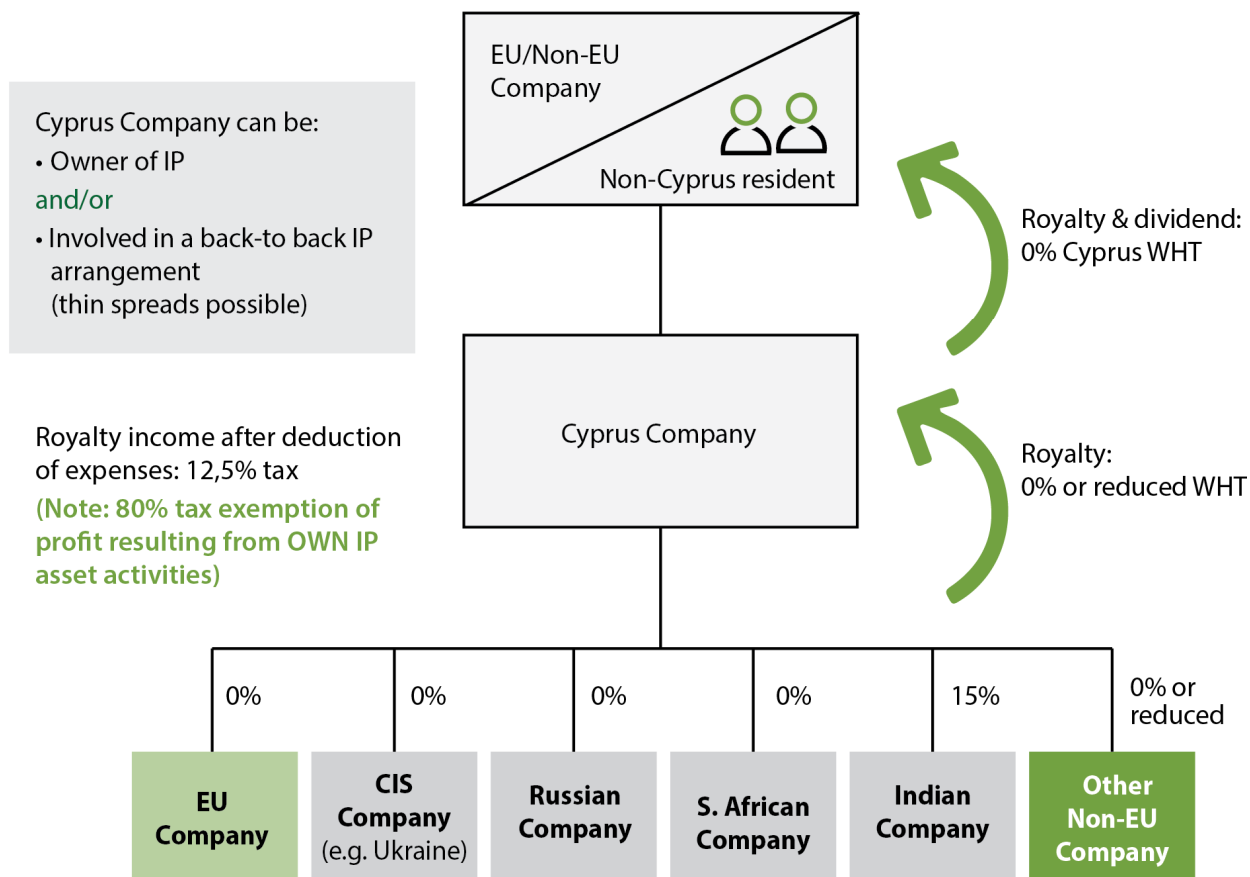 EU/Non-EU
Company
Non-Cyprus resident
Cyprus Company can be:
• Owner of IP
and/or
• Involved in a back-to back IP
arrangement
(thin spreads possible)
Royalty & dividend:
0% Cyprus WHT
Cyprus Company
Royalty income after deduction
of expenses: 12,5% tax
(Note: 80% tax exemption of
profit resulting from OWN IP
asset activities)
Royalty:
0% or reduced WHT
0%
0%
0%
0%
15%
0% or
reduced
EU
Company
CIS
Company
(e.g. Ukraine)
Russian
Company
S. African
Company
Indian
Company
Other
Non-EU
Company